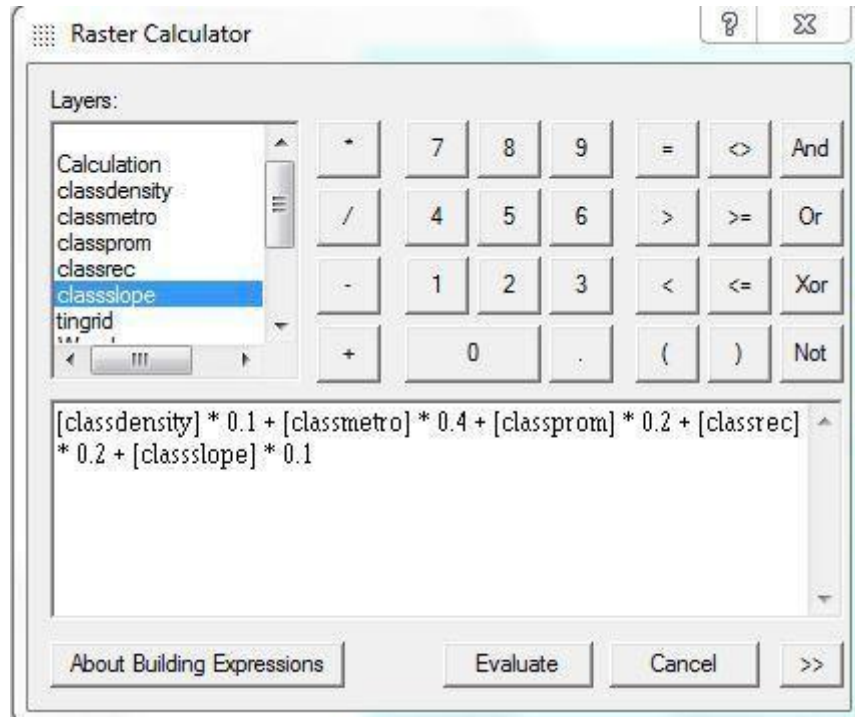 Raster Calculator
Layers:
Calculation
classdensity
classmetro
classprom
classrec
classslope
tingrid
* 7 8 9 = <> And
/ 4 5 6 > >= Or
- 1 2 3 < <= Xor
+ 0 . ( ) Not
[classdensity] * 0.1 + [classmetro] * 0.4 + [classprom] * 0.2 + [classrec]
* 0.2 + [classslope] * 0.1
About Building Expressions Evaluate Cancel >>